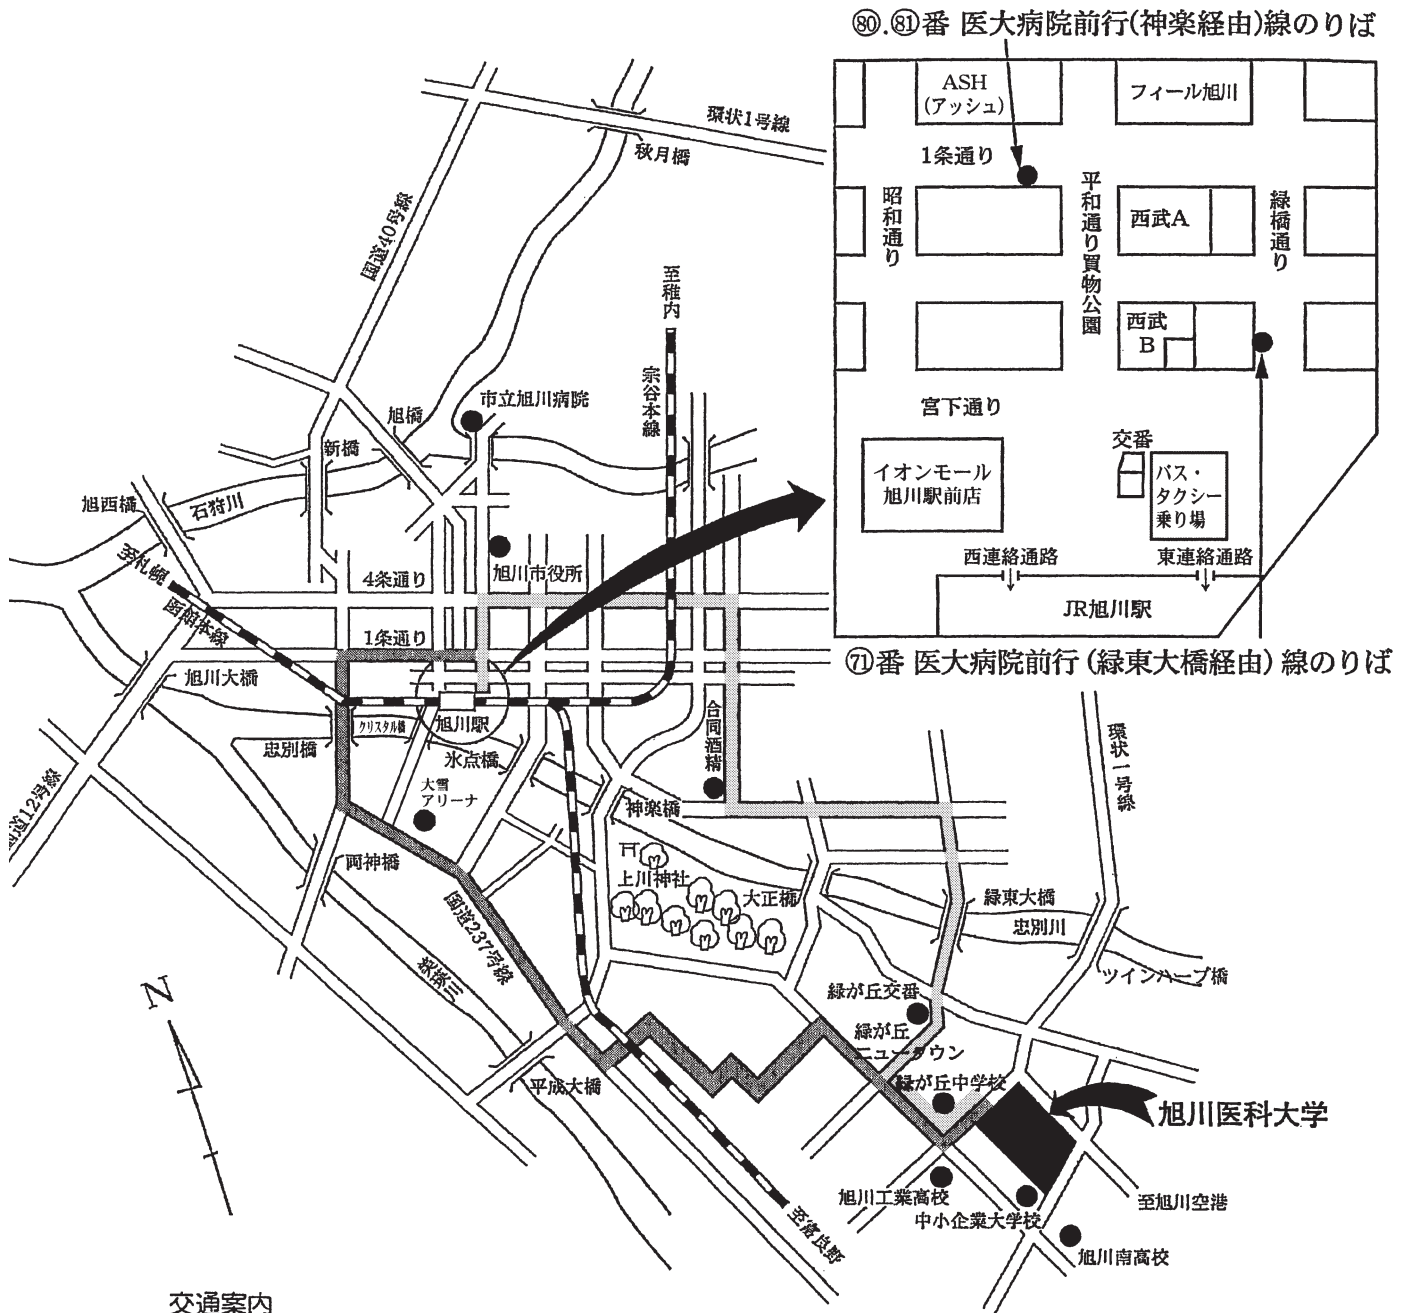 ⑧⓪.⑧①番 医大病院前行(神楽経由)線のりば
ASH
(アッシュ)
フィール旭川
1条通り
昭和通り
平和通り買物公園
西武A
緑橋通り
西武
B
宮下通り
イオンモール
旭川駅前店
交番
バス・
タクシー
乗り場
西連絡通路
東連絡通路
JR旭川駅
⑦①番 医大病院前行(緑東大橋経由)線のりば
環状1号線
秋月橋
国道40号線
至稚内
宗谷本線
市立旭川病院
旭橋
新橋
旭西橋
石狩川
至札幌
函館本線
4条通り
旭川市役所
1条通り
旭川大橋
クリスタル橋
旭川駅
忠別橋
氷点橋
大雪
アリーナ
合同酒精
神楽橋
環状一号線
国道12号線
両神橋
上川神社
大正橋
緑東大橋
忠別川
ツインハープ橋
国道237号線
美瑛川
緑が丘交番
緑が丘
ニュータウン
緑が丘中学校
平成大橋
旭川医科大学
N
旭川工業高校
中小企業大学校
至旭川空港
至富良野
旭川南高校
交通案内